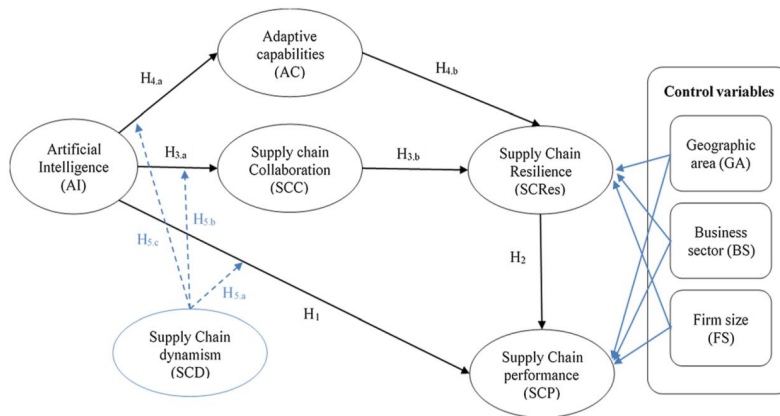 Adaptive
capabilities
(AC)
H4.a
H4.b
Control variables
Artificial
Intelligence
(AI)
H3.a
Supply chain
Collaboration
(SCC)
H3.b
Supply Chain
Resilience
(SCRes)
Geographic
area (GA)
H5.c
H5.b
H5.a
H2
Business
sector (BS)
H1
Supply Chain
dynamism
(SCD)
Supply Chain
performance
(SCP)
Firm size
(FS)